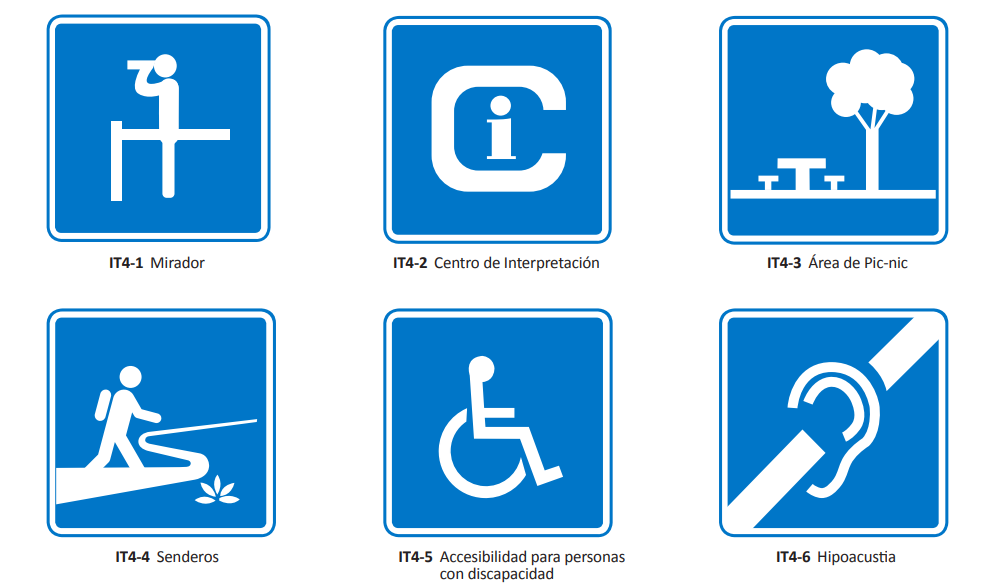 Ci
IT4-1 Mirador
IT4-2 Centro de Interpretación
IT4-3 Área de Pic-nic
IT4-4 Senderos
IT4-5 Accesibilidad para personas
con discapacidad
IT4-6 Hipoacustia